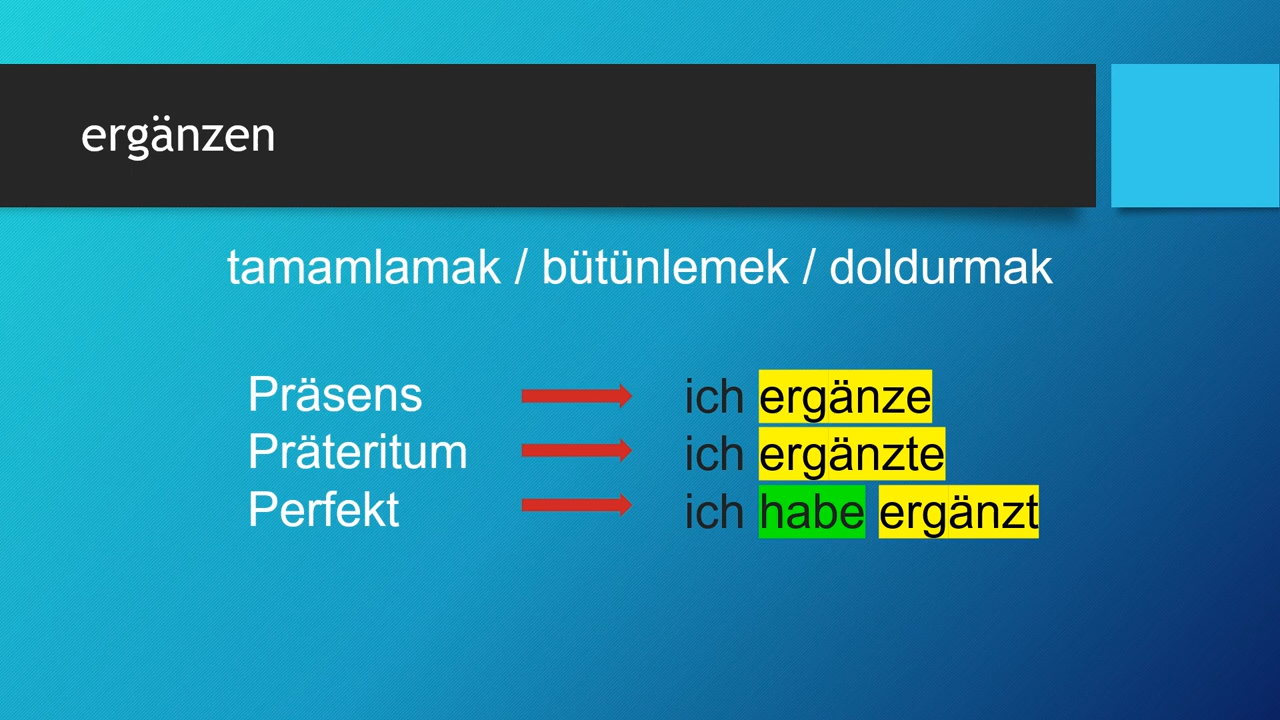 ergänzen
tamamlamak / bütünlemek / doldurmak
Präsens ich ergänze
Präteritum ich ergänzte
Perfekt ich habe ergänzt